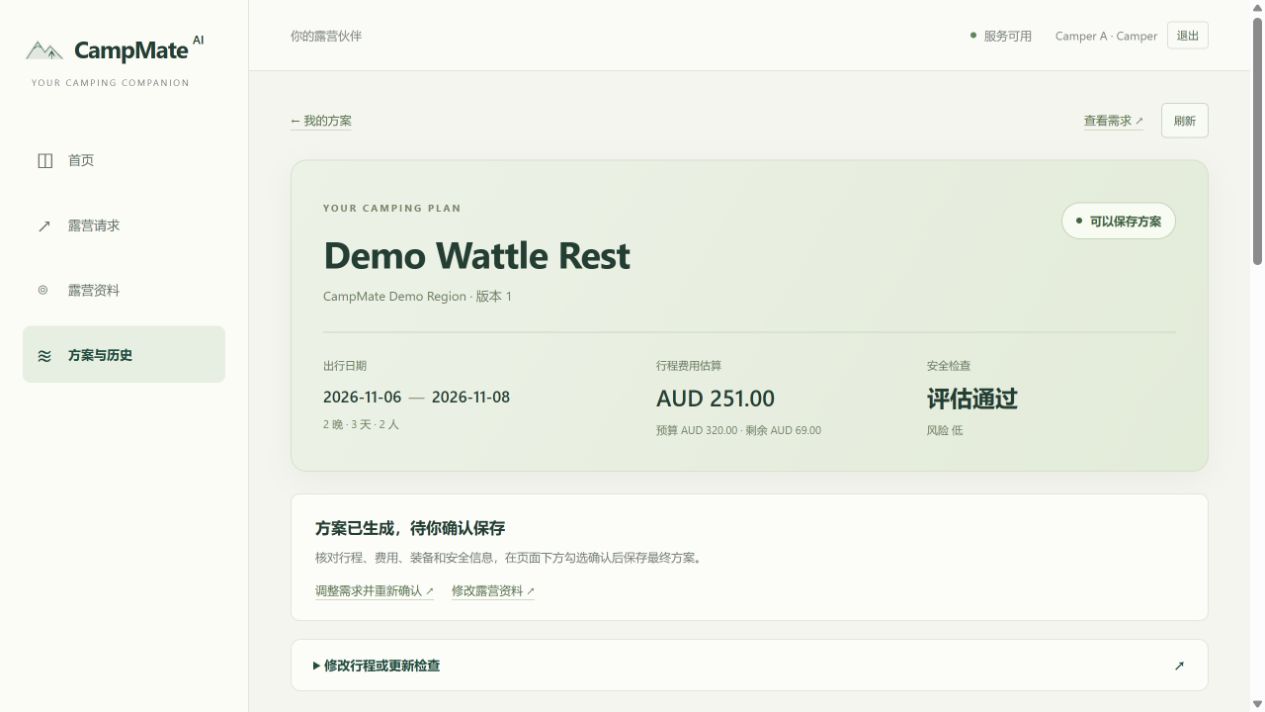 CampMate AI
YOUR CAMPING COMPANION
首页
露营请求
露营资料
方案与历史
你的露营伙伴
服务可用
Camper A · Camper
退出
← 我的方案
查看需求 ↗
刷新
YOUR CAMPING PLAN
可以保存方案
Demo Wattle Rest
CampMate Demo Region · 版本 1
出行日期
2026-11-06 — 2026-11-08
2 晚 · 3 天 · 2 人
行程费用估算
AUD 251.00
预算 AUD 320.00 · 剩余 AUD 69.00
安全检查
评估通过
风险 低
方案已生成，待你确认保存
核对行程、费用、装备和安全信息，在页面下方勾选确认后保存最终方案。
调整需求并重新确认 ↗ 修改露营资料 ↗
▸ 修改行程或更新检查 ↗